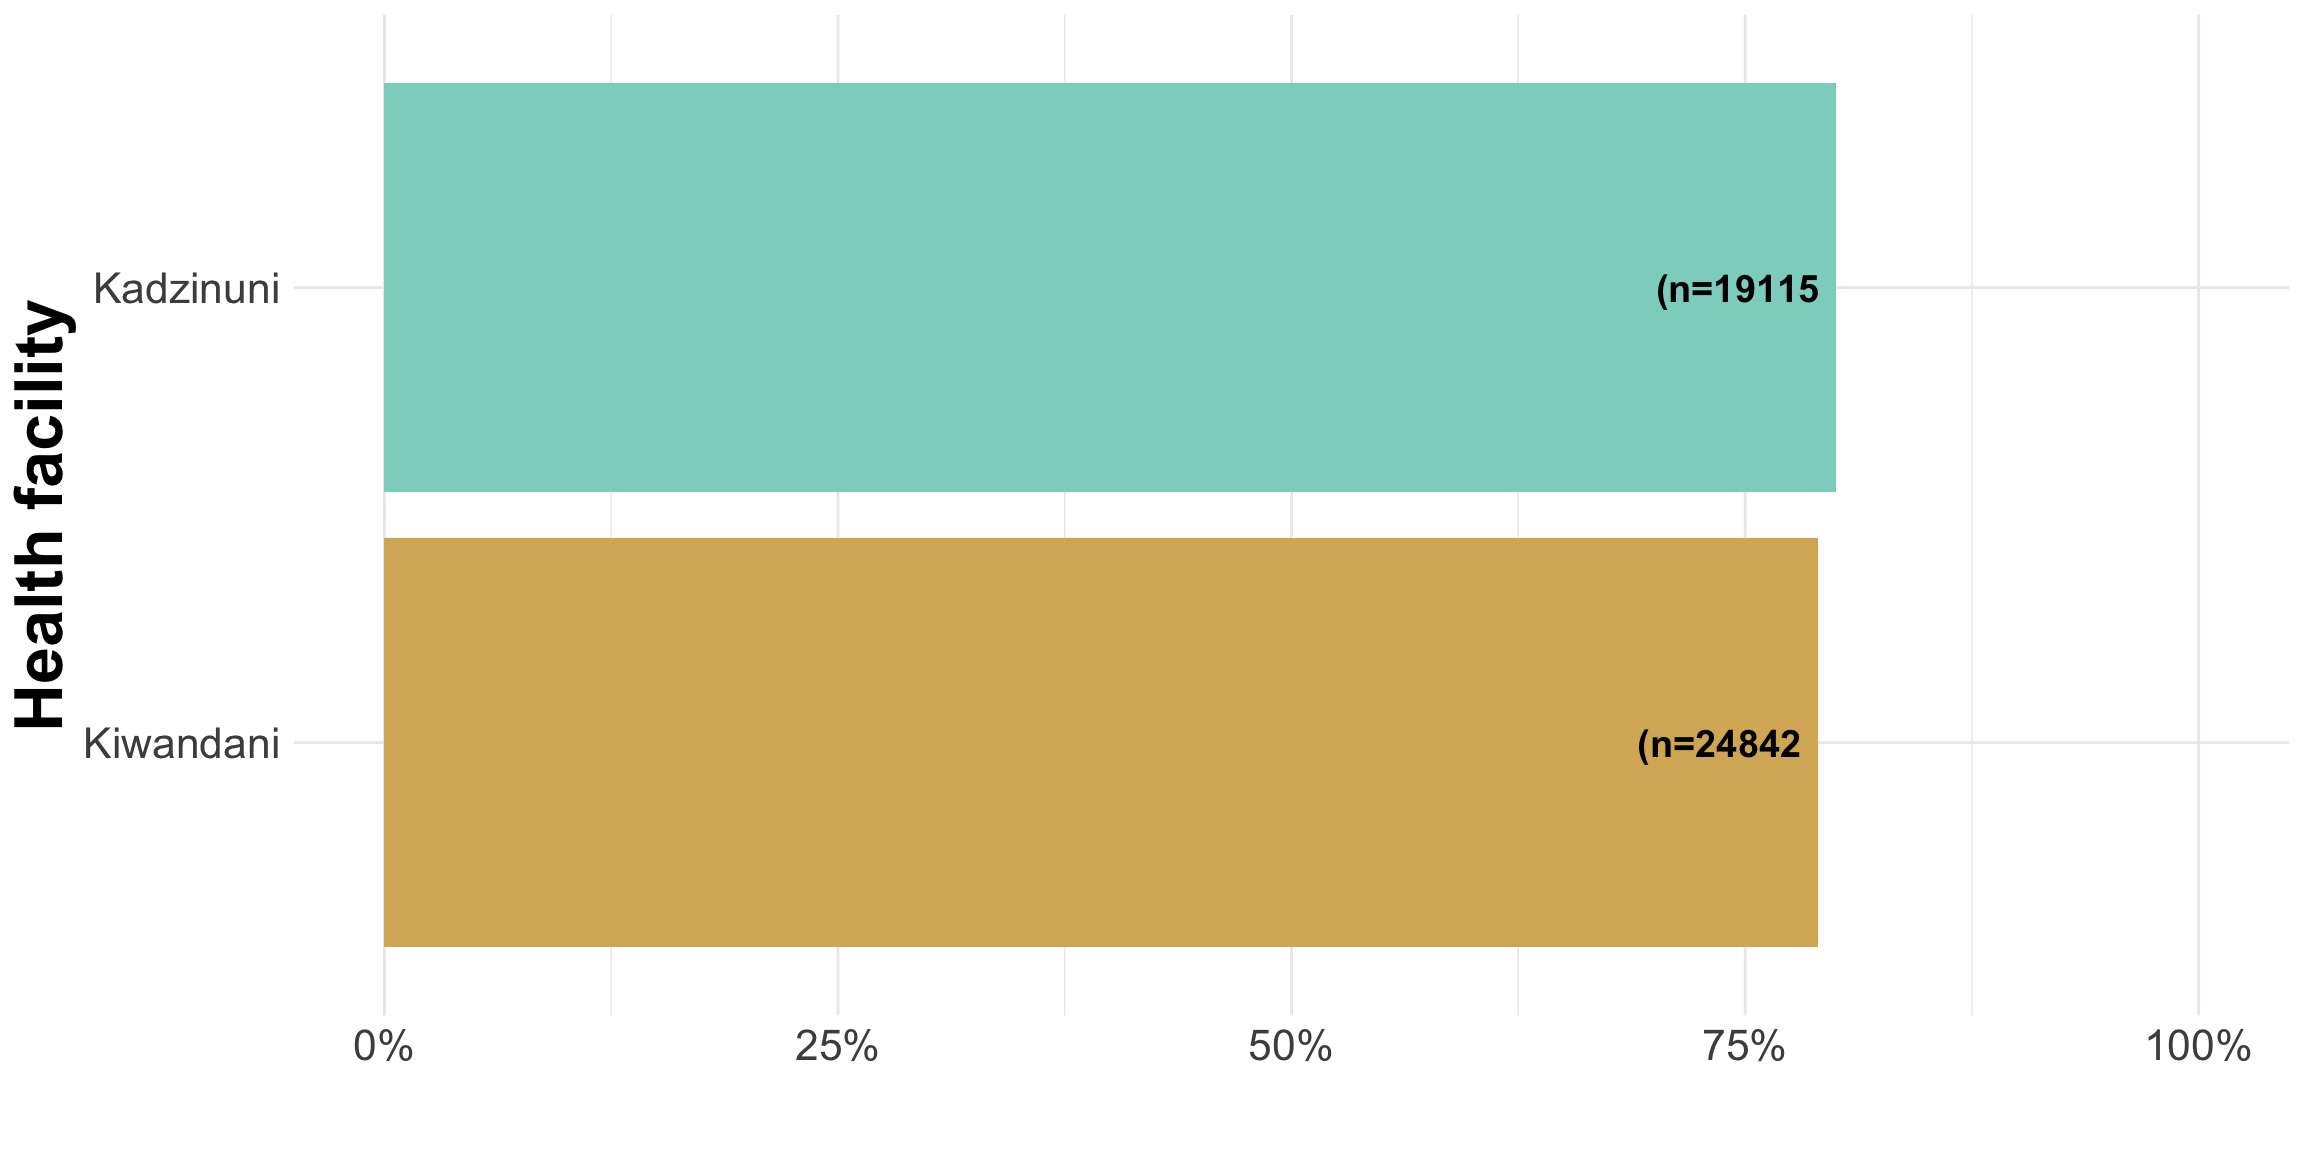 Health facility
Kadzinuni
(n=19115
Kiwandani
(n=24842
0% 25% 50% 75% 100%